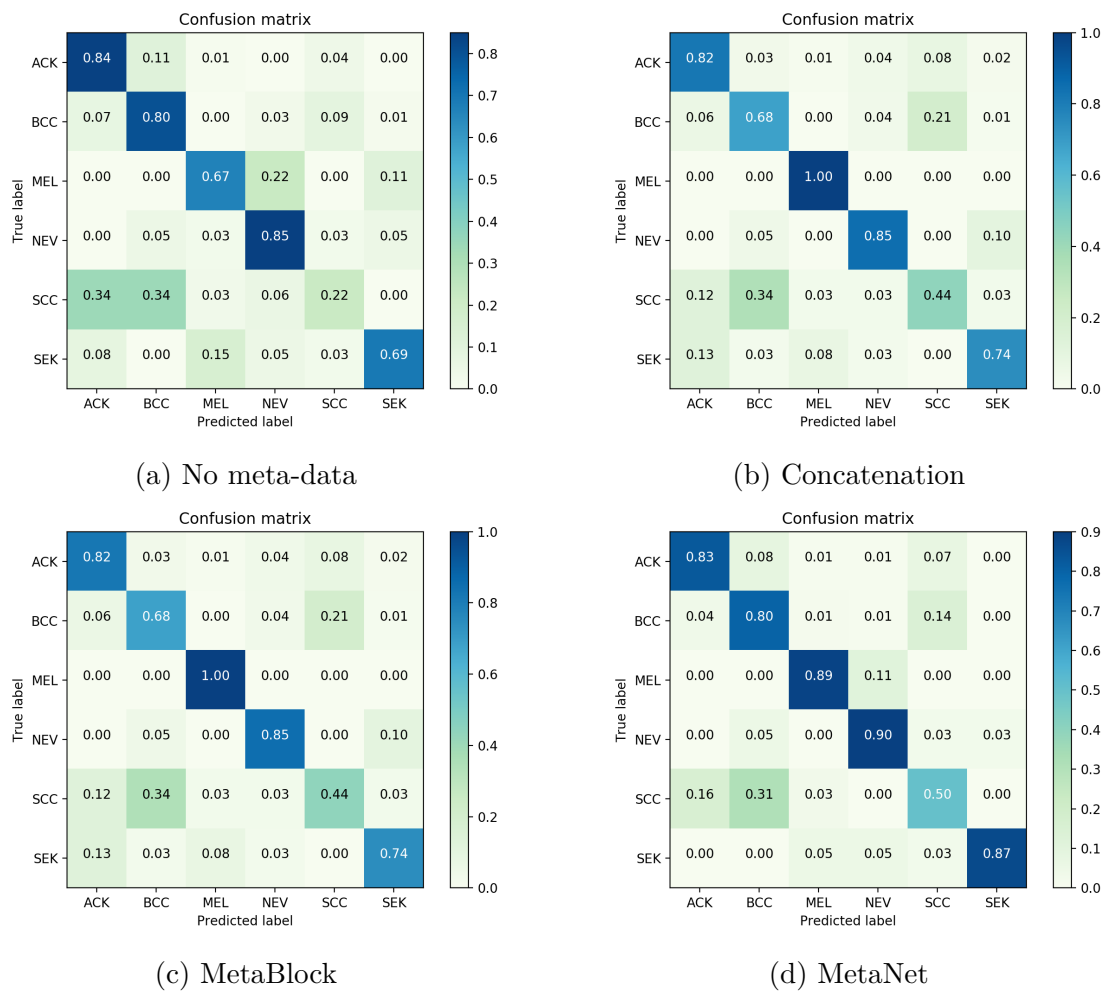 Confusion matrix
ACK 0.84 0.11 0.01 0.00 0.04 0.00
BCC 0.07 0.80 0.00 0.03 0.09 0.01
MEL 0.00 0.00 0.67 0.22 0.00 0.11
NEV 0.00 0.05 0.03 0.85 0.03 0.05
SCC 0.34 0.34 0.03 0.06 0.22 0.00
SEK 0.08 0.00 0.15 0.05 0.03 0.69
ACK BCC MEL NEV SCC SEK
Predicted label
True label
0.8
0.7
0.6
0.5
0.4
0.3
0.2
0.1
0.0
(a) No meta-data
Confusion matrix
ACK 0.82 0.03 0.01 0.04 0.08 0.02
BCC 0.06 0.68 0.00 0.04 0.21 0.01
MEL 0.00 0.00 1.00 0.00 0.00 0.00
NEV 0.00 0.05 0.00 0.85 0.00 0.10
SCC 0.12 0.34 0.03 0.03 0.44 0.03
SEK 0.13 0.03 0.08 0.03 0.00 0.74
ACK BCC MEL NEV SCC SEK
Predicted label
True label
1.0
0.8
0.6
0.4
0.2
0.0
(b) Concatenation
Confusion matrix
ACK 0.82 0.03 0.01 0.04 0.08 0.02
BCC 0.06 0.68 0.00 0.04 0.21 0.01
MEL 0.00 0.00 1.00 0.00 0.00 0.00
NEV 0.00 0.05 0.00 0.85 0.00 0.10
SCC 0.12 0.34 0.03 0.03 0.44 0.03
SEK 0.13 0.03 0.08 0.03 0.00 0.74
ACK BCC MEL NEV SCC SEK
Predicted label
True label
1.0
0.8
0.6
0.4
0.2
0.0
(c) MetaBlock
Confusion matrix
ACK 0.83 0.08 0.01 0.01 0.07 0.00
BCC 0.04 0.80 0.01 0.01 0.14 0.00
MEL 0.00 0.00 0.89 0.11 0.00 0.00
NEV 0.00 0.05 0.00 0.90 0.03 0.03
SCC 0.16 0.31 0.03 0.00 0.50 0.00
SEK 0.00 0.00 0.05 0.05 0.03 0.87
ACK BCC MEL NEV SCC SEK
Predicted label
True label
0.9
0.8
0.7
0.6
0.5
0.4
0.3
0.2
0.1
0.0
(d) MetaNet